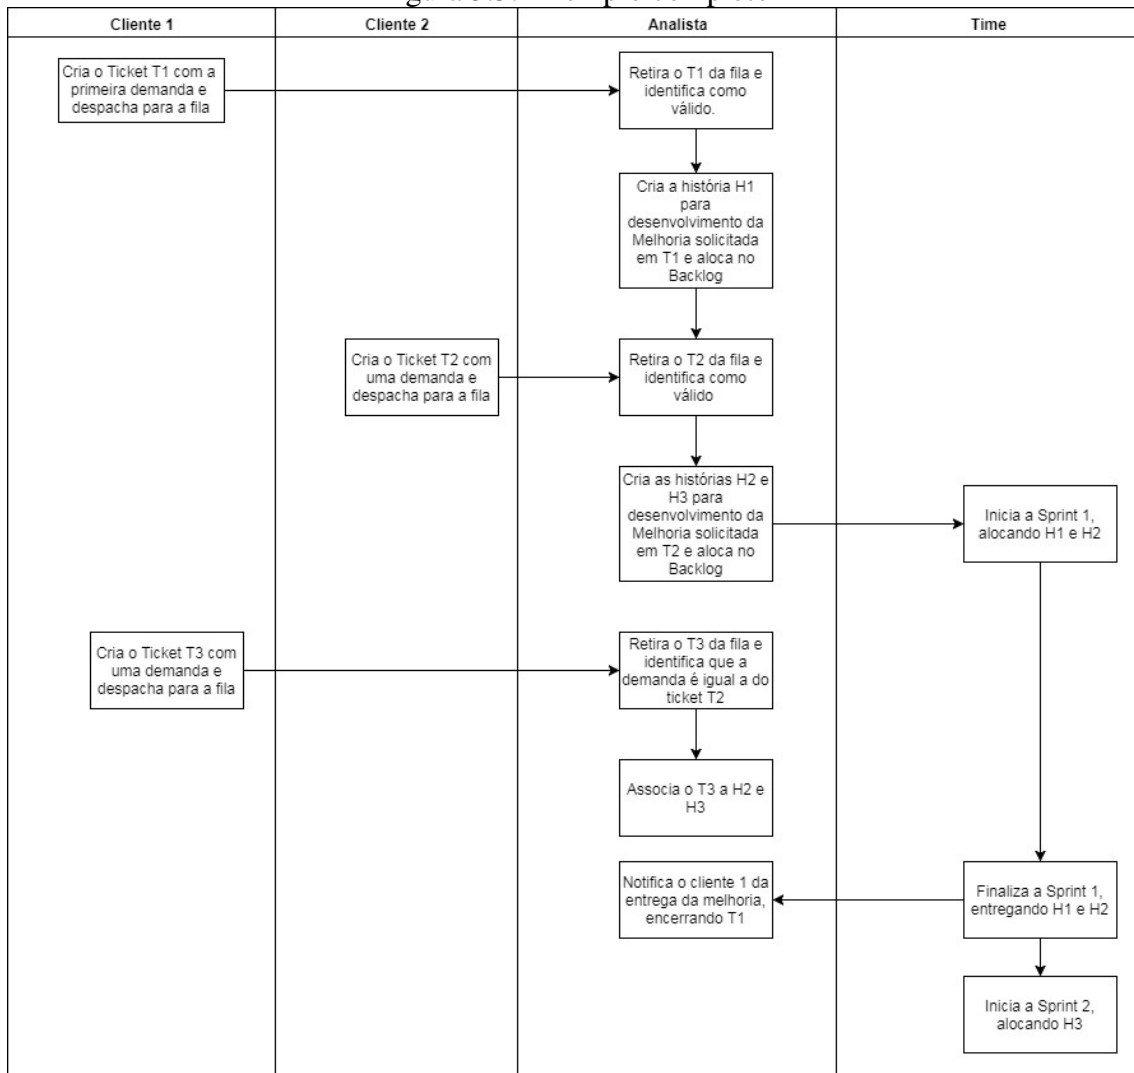 Cliente 1
Cliente 2
Analista
Time
Cria o Ticket T1 com a
primeira demanda e
despacha para a fila
Retira o T1 da fila e
identifica como
válido.
Cria a história H1
para
desenvolvimento da
Melhoria solicitada
em T1 e aloca no
Backlog
Cria o Ticket T2 com
uma demanda e
despacha para a fila
Retira o T2 da fila e
identifica como
válido
Cria as histórias H2 e
H3 para
desenvolvimento da
Melhoria solicitada
em T2 e aloca no
Backlog
Inicia a Sprint 1,
alocando H1 e H2
Cria o Ticket T3 com
uma demanda e
despacha para a fila
Retira o T3 da fila e
identifica que a
demanda é igual a do
ticket T2
Associa o T3 a H2 e
H3
Notifica o cliente 1 da
entrega da melhoria,
encerrando T1
Finaliza a Sprint 1,
entregando H1 e H2
Inicia a Sprint 2,
alocando H3